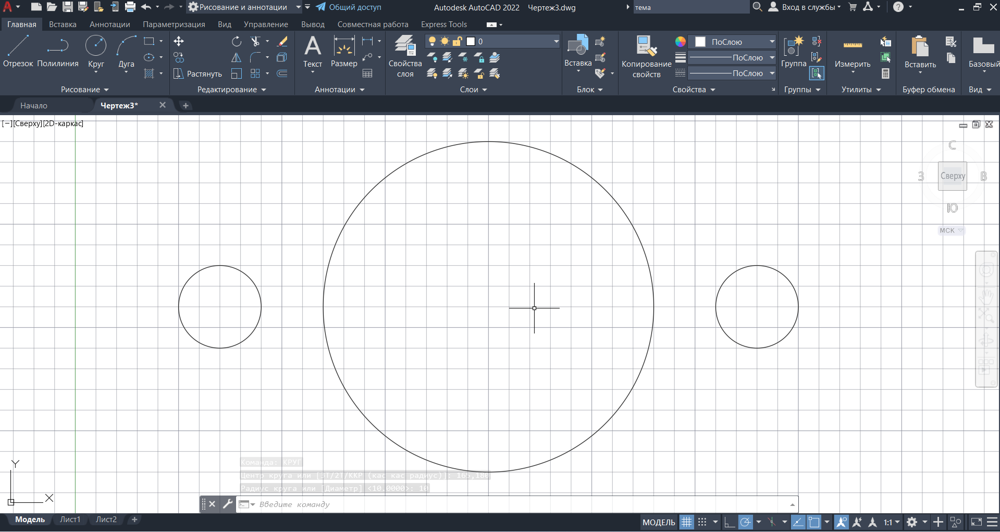 Рисование и аннотации
Общий доступ
Autodesk AutoCAD 2022 Чертеж3.dwg
тема
Вход в службы
Главная Вставка Аннотации Параметризация Вид Управление Вывод Совместная работа Express Tools
Отрезок Полилиния Круг Дуга
Растянуть
Текст Размер
Свойства слоя
0
Вставка
Копирование свойств
ПоСлою
ПоСлою
ПоСлою
Группа
Измерить
Вставить
Базовый
Рисование Редактирование Аннотации Слои Блок Свойства Группы Утилиты Буфер обмена Вид
Начало Чертеж3*
[−][Сверху][2D-каркас]
С
З Сверху В
Ю
МСК
Y
X
Команда: КРУГ
Центр круга или [3Т/2Т/ККР (кас кас радиус)]: 165,180
Радиус круга или [Диаметр] <10.0000>: 10
Введите команду
Модель Лист1 Лист2
МОДЕЛЬ
1:1